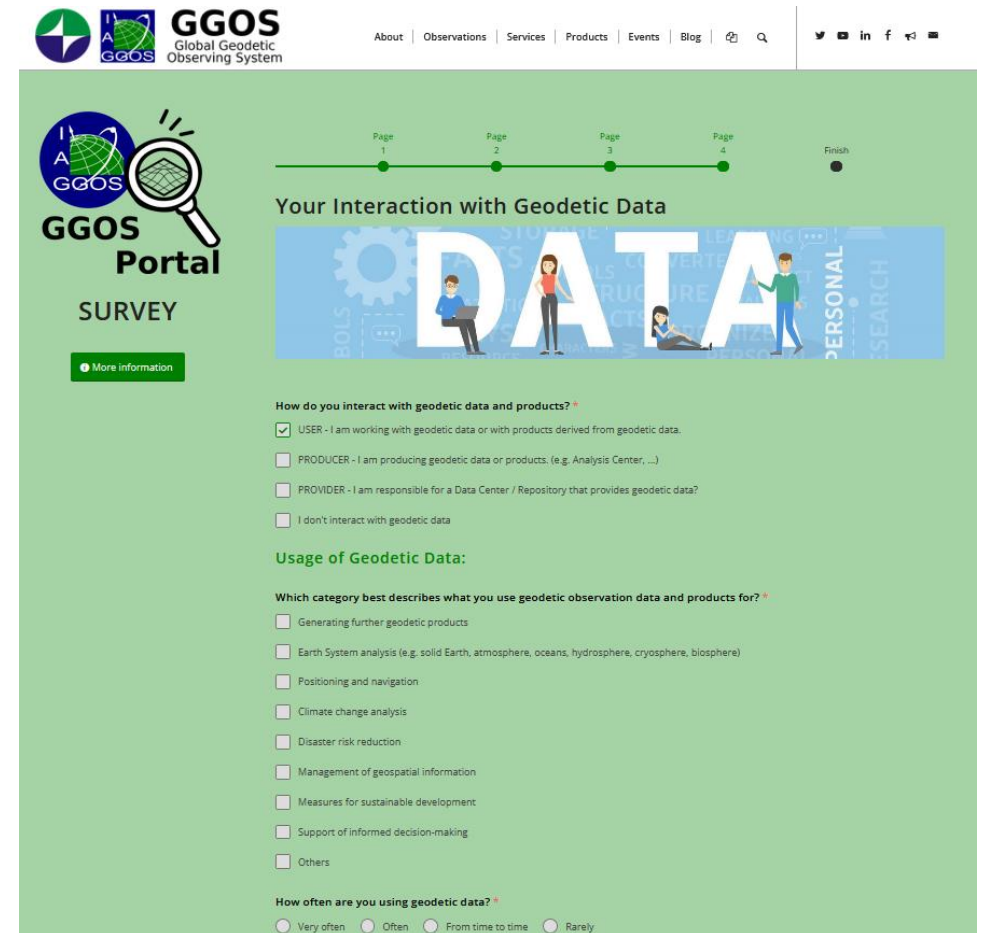 I
A
GGOS
GGOS
Global Geodetic
Observing System
About | Observations | Services | Products | Events | Blog
I
A
GGOS
GGOS
Portal
SURVEY
More information
Page
1
Page
2
Page
3
Page
4
Finish
Your Interaction with Geodetic Data
DATA
PERSONAL
How do you interact with geodetic data and products? *
USER - I am working with geodetic data or with products derived from geodetic data.
PRODUCER - I am producing geodetic data or products. (e.g. Analysis Center, ...)
PROVIDER - I am responsible for a Data Center / Repository that provides geodetic data?
I don't interact with geodetic data
Usage of Geodetic Data:
Which category best describes what you use geodetic observation data and products for? *
Generating further geodetic products
Earth System analysis (e.g. solid Earth, atmosphere, oceans, hydrosphere, cryosphere, biosphere)
Positioning and navigation
Climate change analysis
Disaster risk reduction
Management of geospatial information
Measures for sustainable development
Support of informed decision-making
Others
How often are you using geodetic data? *
Very often Often From time to time Rarely